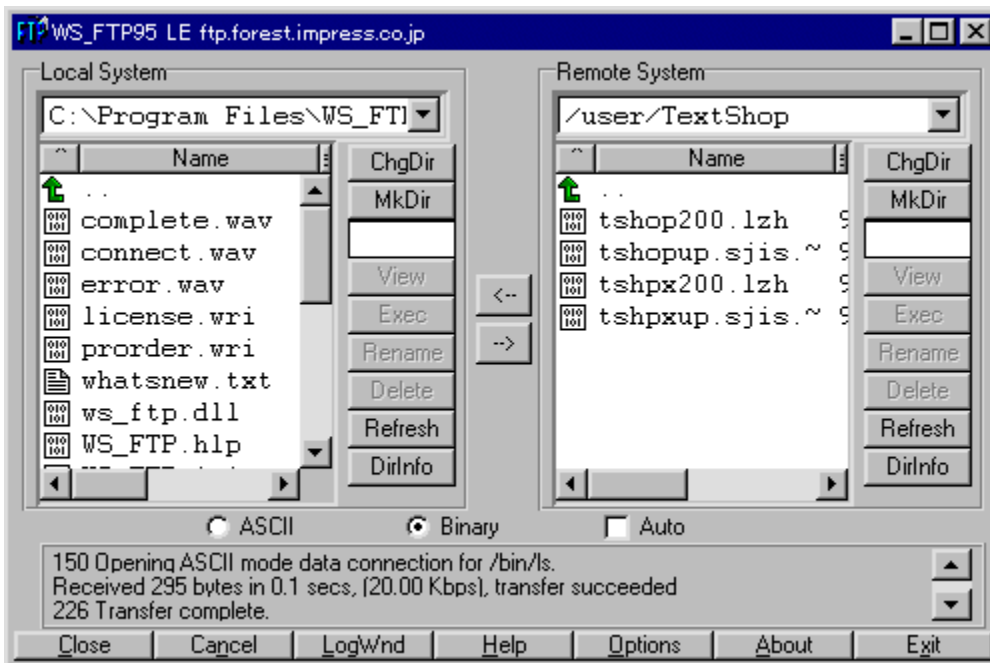 WS_FTP95 LE ftp.forest.impress.co.jp
Local System
C:\Program Files\WS_FT
^ Name
..
complete.wav
connect.wav
error.wav
license.wri
prorder.wri
whatsnew.txt
ws_ftp.dll
WS_FTP.hlp
ChgDir
MkDir
View
Exec
Rename
Delete
Refresh
DirInfo
<--
-->
Remote System
/user/TextShop
^ Name
..
tshop200.lzh 9
tshopup.sjis.~ 9
tshpx200.lzh 9
tshpxup.sjis.~ 9
ChgDir
MkDir
View
Exec
Rename
Delete
Refresh
DirInfo
ASCII Binary Auto
150 Opening ASCII mode data connection for /bin/ls.
Received 295 bytes in 0.1 secs, (20.00 Kbps), transfer succeeded
226 Transfer complete.
Close Cancel LogWnd Help Options About Exit